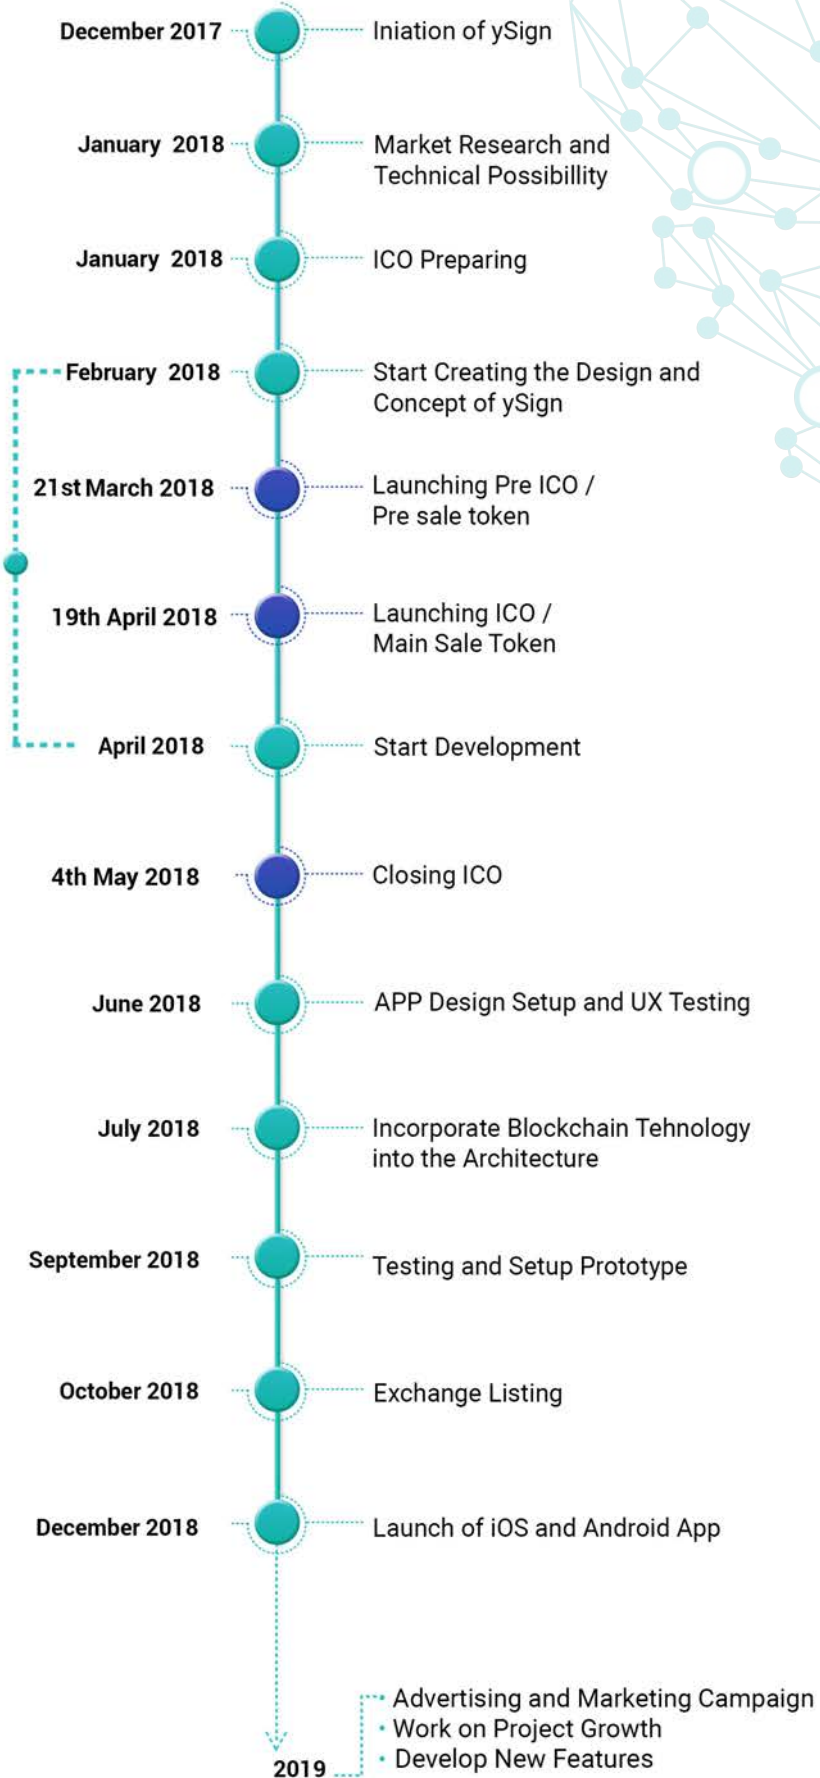 December 2017 Iniation of ySign
January 2018 Market Research and
Technical Possibillity
January 2018 ICO Preparing
February 2018 Start Creating the Design and
Concept of ySign
21st March 2018 Launching Pre ICO /
Pre sale token
19th April 2018 Launching ICO /
Main Sale Token
April 2018 Start Development
4th May 2018 Closing ICO
June 2018 APP Design Setup and UX Testing
July 2018 Incorporate Blockchain Tehnology
into the Architecture
September 2018 Testing and Setup Prototype
October 2018 Exchange Listing
December 2018 Launch of iOS and Android App
• Advertising and Marketing Campaign
• Work on Project Growth
• Develop New Features
2019